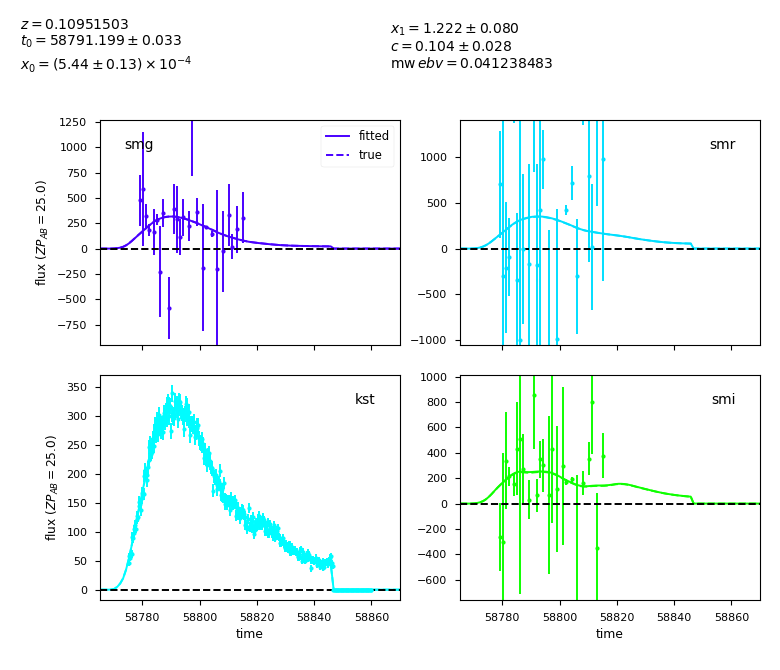 z = 0.10951503
t₀ = 58791.199 ± 0.033
x₀ = (5.44 ± 0.13) × 10⁻⁴
x₁ = 1.222 ± 0.080
c = 0.104 ± 0.028
mw ebv = 0.041238483
smg
fitted
true
1250
1000
750
500
250
0
−250
−500
−750
flux (ZP_AB = 25.0)
smr
1000
500
0
−500
−1000
kst
350
300
250
200
150
100
50
0
flux (ZP_AB = 25.0)
58780 58800 58820 58840 58860
time
smi
1000
800
600
400
200
0
−200
−400
−600
58780 58800 58820 58840 58860
time